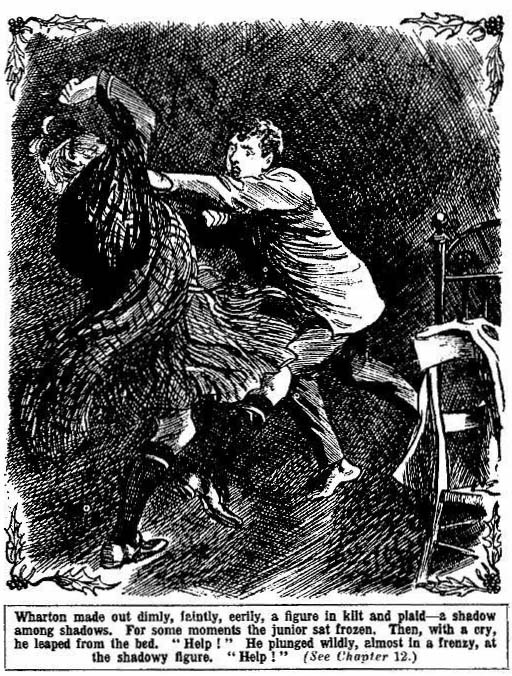 Wharton made out dimly, faintly, eerily, a figure in kilt and plaid—a shadow
among shadows. For some moments the junior sat frozen. Then, with a cry,
he leaped from the bed. "Help!" He plunged wildly, almost in a frenzy, at
the shadowy figure. "Help!" (See Chapter 12.)